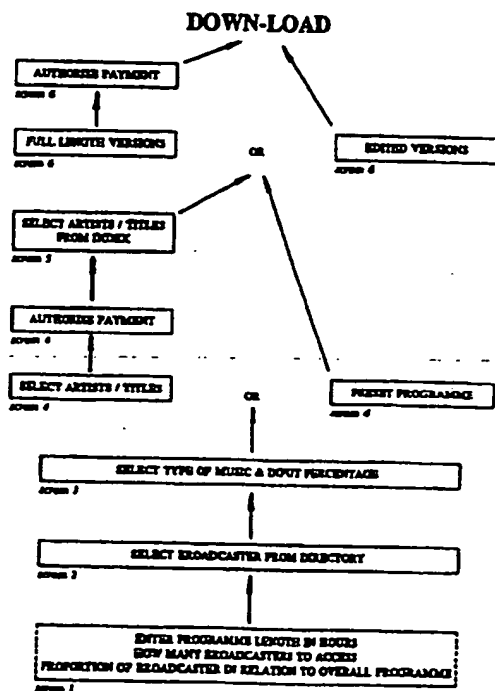 DOWN-LOAD
AUTHORISE PAYMENT
screen 6
FULL LENGTH VERSIONS
screen 6
OR
EDITED VERSIONS
screen 6
SELECT ARTISTS / TITLES
FROM INDEX
screen 5
AUTHORISE PAYMENT
screen 4
SELECT ARTISTS / TITLES
screen 4
OR
PRESET PROGRAMME
screen 4
SELECT TYPE OF MUSIC & INPUT PERCENTAGE
screen 3
SELECT BROADCASTER FROM DIRECTORY
screen 2
ENTER PROGRAMME LENGTH IN HOURS
HOW MANY BROADCASTERS TO ACCESS
PROPORTION OF BROADCASTER IN RELATION TO OVERALL PROGRAMME
screen 1